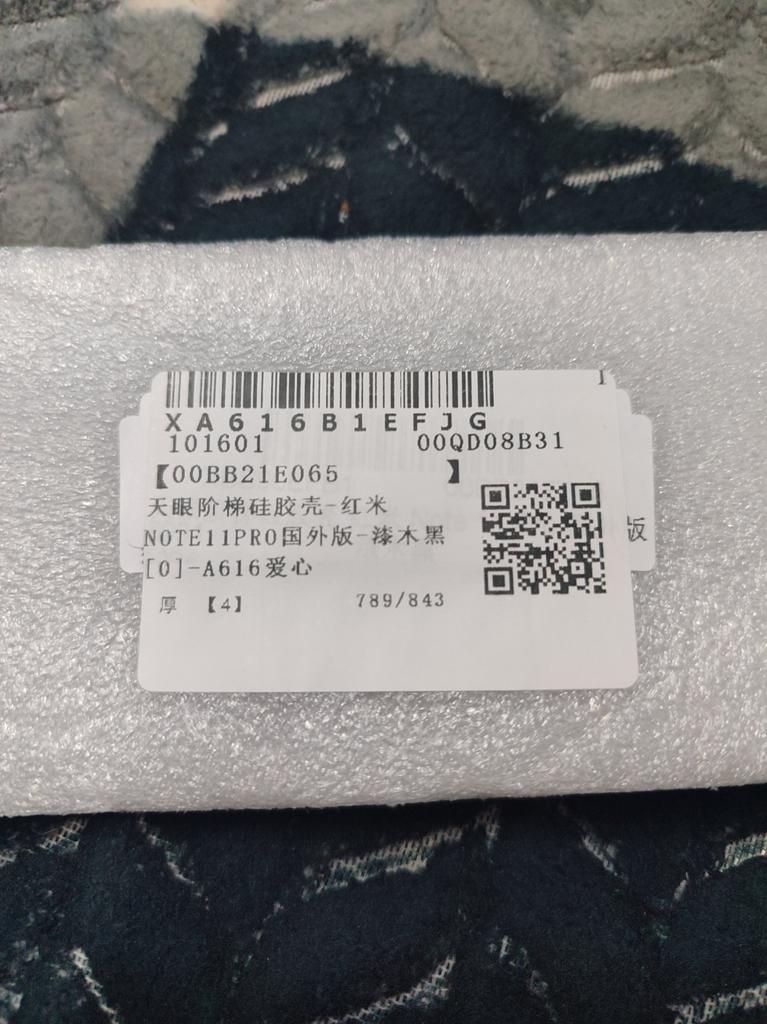 1
XA616B1EFJG
101601 00QD08B31
【00BB21E065 】
天眼阶梯硅胶壳-红米
NOTE11PRO国外版-漆木黑
[0]-A616爱心
厚 【4】 789/843
版